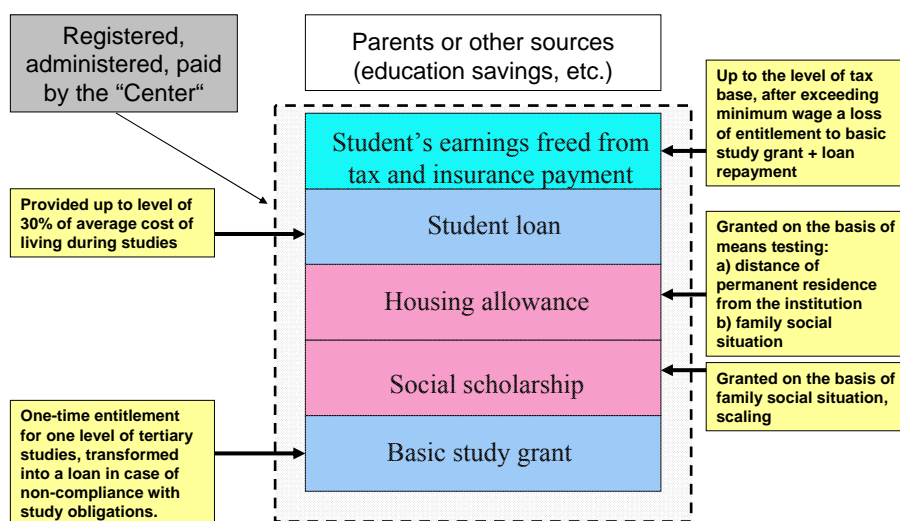 Registered,
administered, paid
by the “Center“
Parents or other sources
(education savings, etc.)
Up to the level of tax
base, after exceeding
minimum wage a loss
of entitlement to basic
study grant + loan
repayment
Student’s earnings freed from
tax and insurance payment
Provided up to level of
30% of average cost of
living during studies
Student loan
Granted on the basis of
means testing:
a) distance of
permanent residence
from the institution
b) family social
situation
Housing allowance
Social scholarship
Granted on the basis of
family social situation,
scaling
One-time entitlement
for one level of tertiary
studies, transformed
into a loan in case of
non-compliance with
study obligations.
Basic study grant